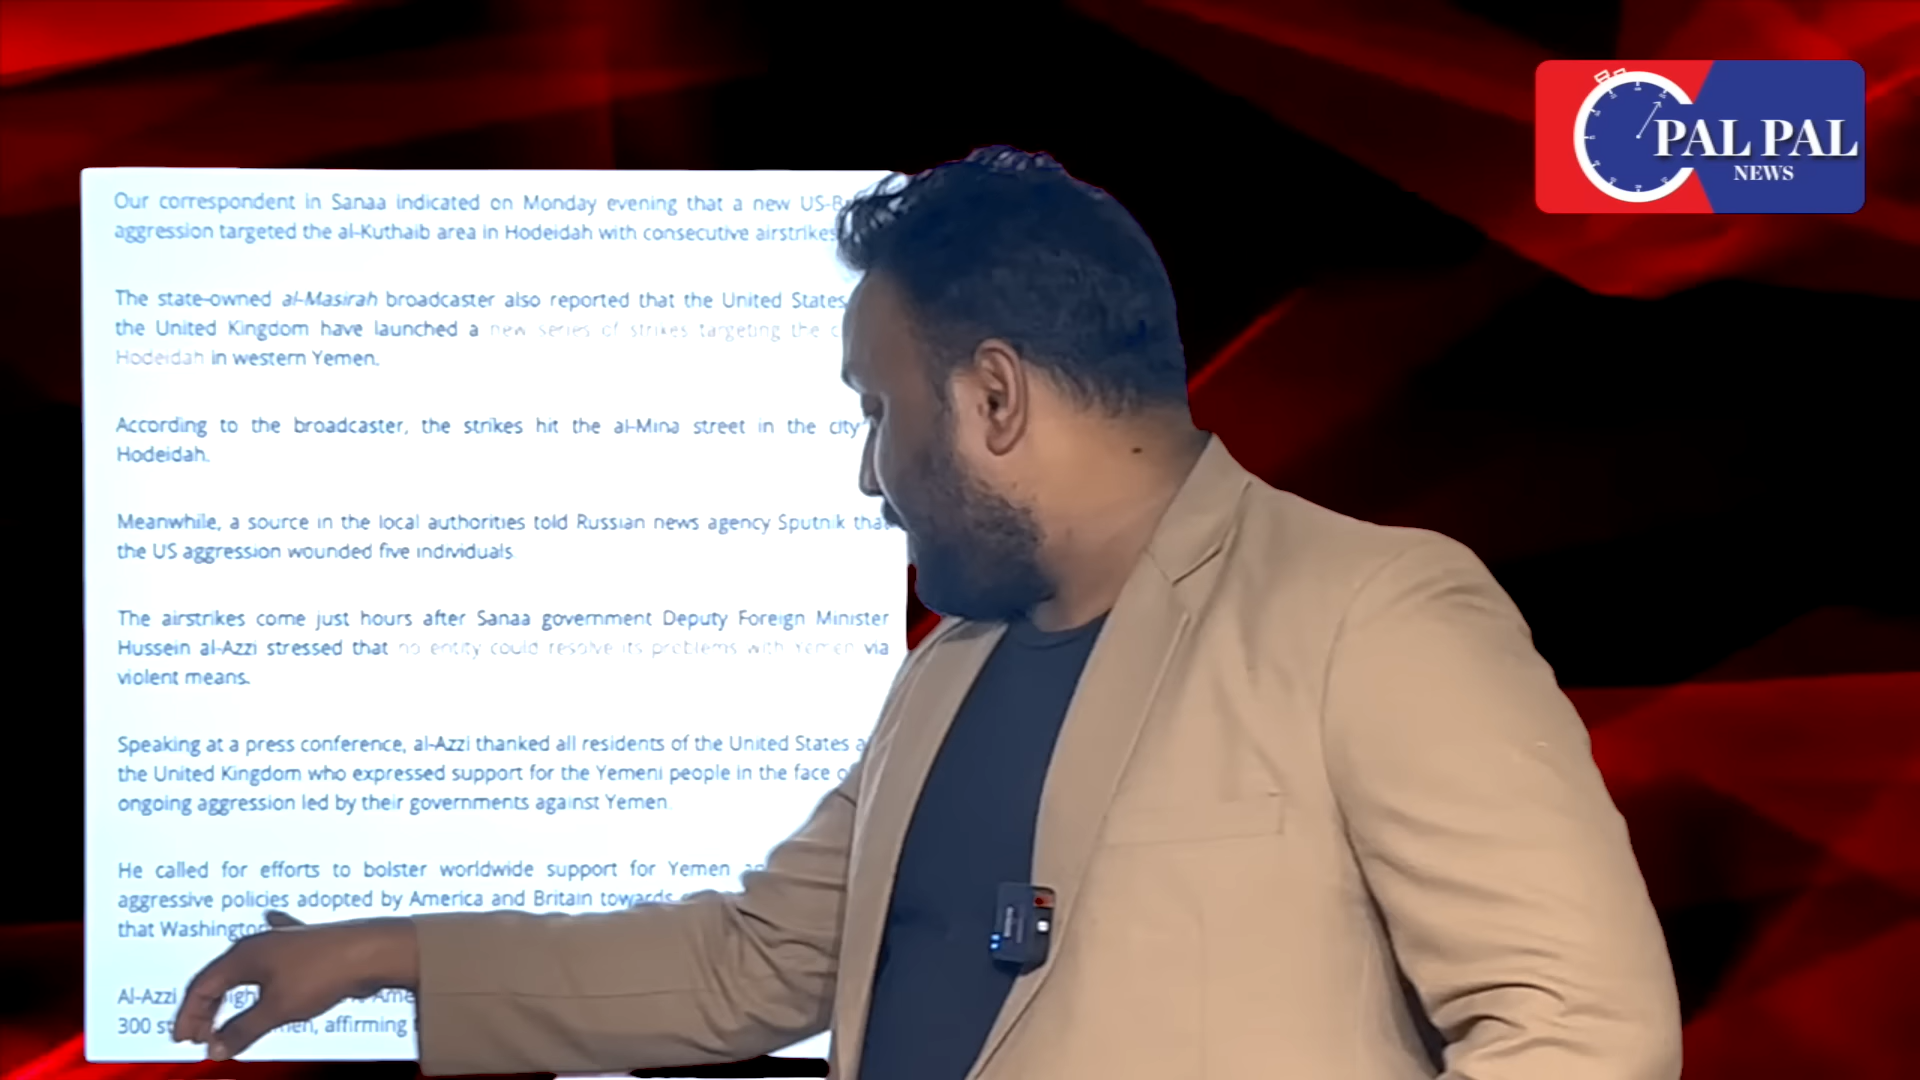 Our correspondent in Sanaa indicated on Monday evening that a new
aggression targeted the al-Kuthaib area in Hodeidah with consecutive airstrikes
The state-owned al-Masirah broadcaster also reported that the United States
the United Kingdom have launched a new series of strikes targeting the
Hodeidah in western Yemen.
According to the broadcaster, the strikes hit the al-Mina street in the city
Hodeidah.
Meanwhile, a source in the local authorities told Russian news agency Sputnik that
the US aggression wounded five individuals
The airstrikes come just hours after Sanaa government Deputy Foreign Minister
Hussein al-Azzi stressed that no entity could resolve its problems with Yemen via
violent means.
Speaking at a press conference, al-Azzi thanked all residents of the United States
the United Kingdom who expressed support for the Yemeni people in the face
ongoing aggression led by their governments against Yemen
He called for efforts to bolster worldwide support for Yemen
aggressive policies adopted by America and Britain towards
that Washington
Al-Azzi
300 affirming
PAL PAL
NEWS